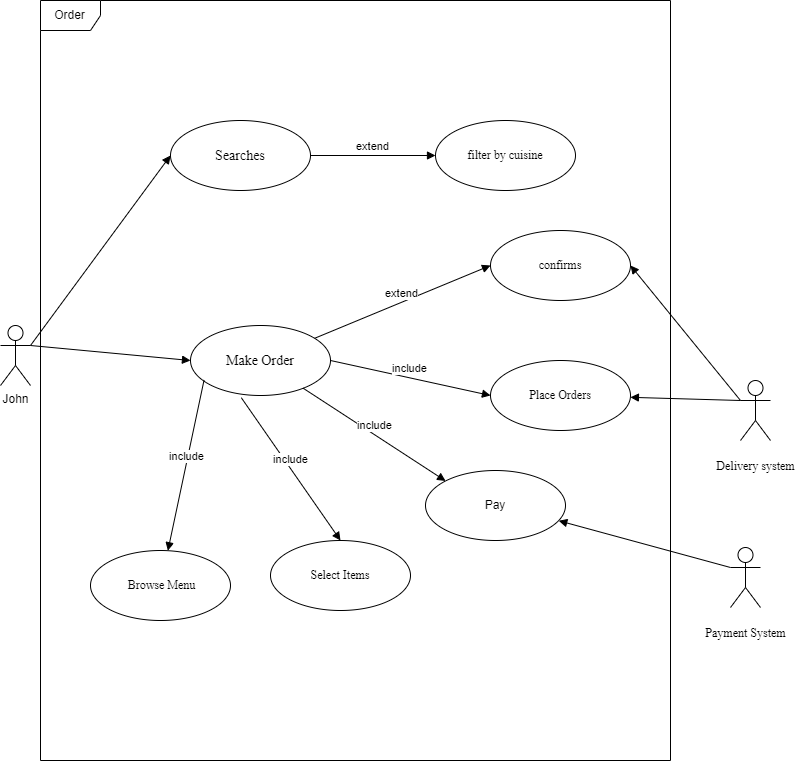 Order
Searches
extend
filter by cuisine
confirms
extend
John
Make Order
include
Place Orders
Delivery system
include
include
include
Pay
Browse Menu
Select Items
Payment System